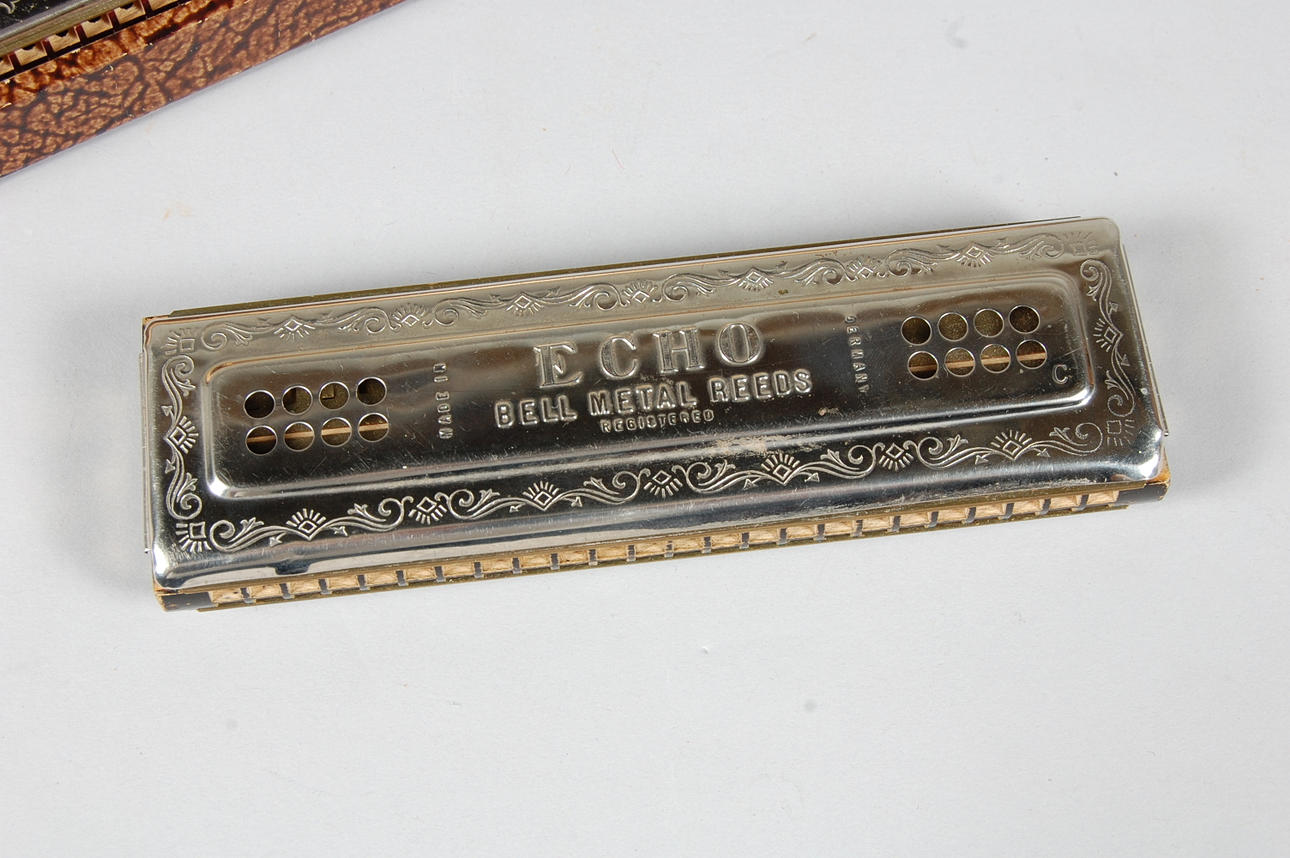 ECHO
BELL METAL REEDS
REGISTERED
MADE IN
GERMANY
C